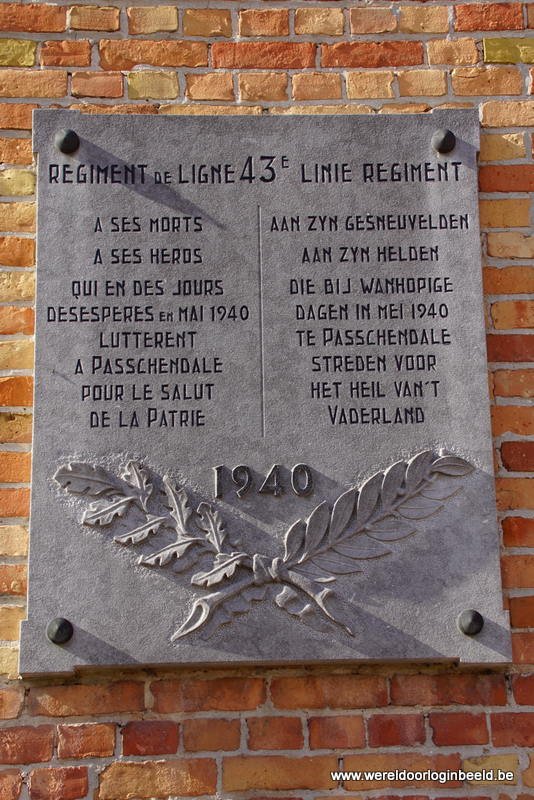 REGIMENT DE LIGNE 43E LINIE REGIMENT
A SES MORTS
A SES HEROS
QUI EN DES JOURS
DESESPERES EN MAI 1940
LUTTERENT
A PASSCHENDALE
POUR LE SALUT
DE LA PATRIE
AAN ZYN GESNEUVELDEN
AAN ZYN HELDEN
DIE BIJ WANHOPIGE
DAGEN IN MEI 1940
TE PASSCHENDALE
STREDEN VOOR
HET HEIL VAN'T
VADERLAND
1940
www.wereldoorloginbeeld.be